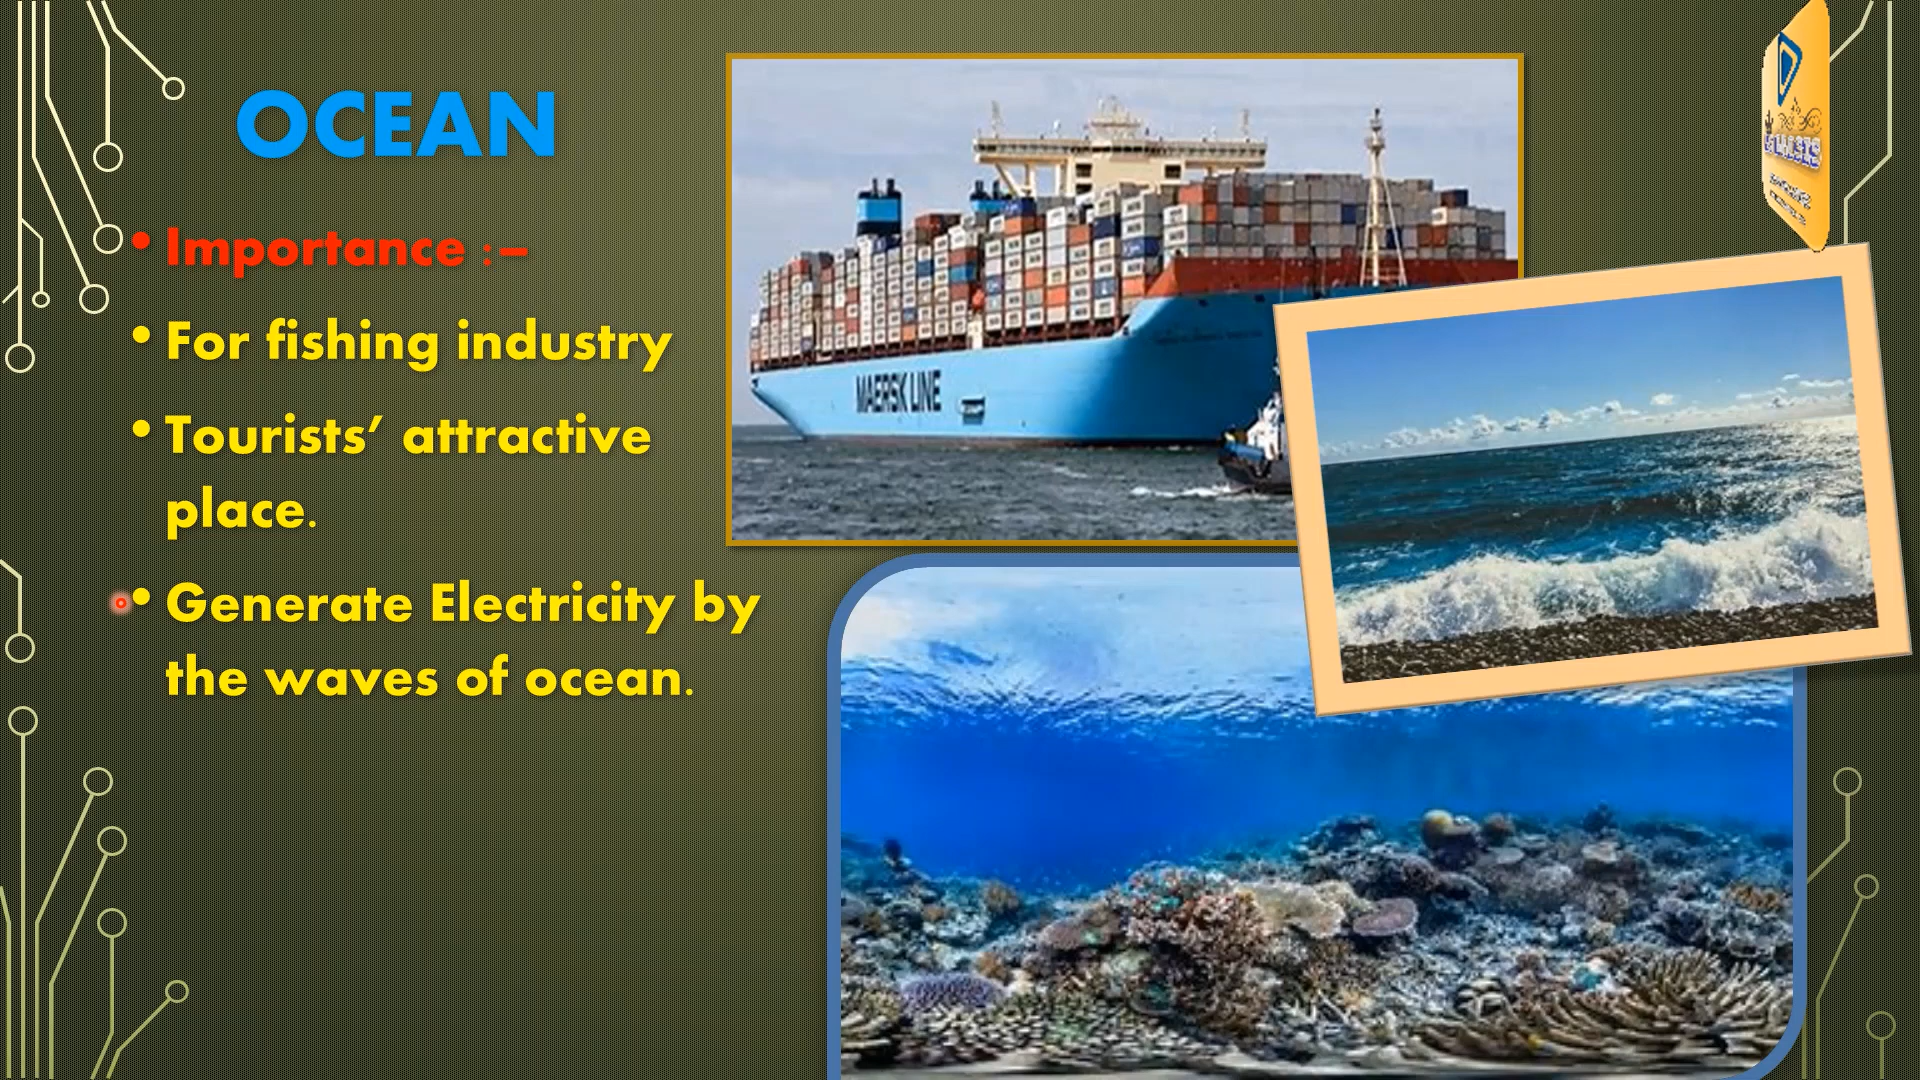 OCEAN
• Importance :–
• For fishing industry
• Tourists’ attractive
place.
• Generate Electricity by
the waves of ocean.
MAERSK LINE